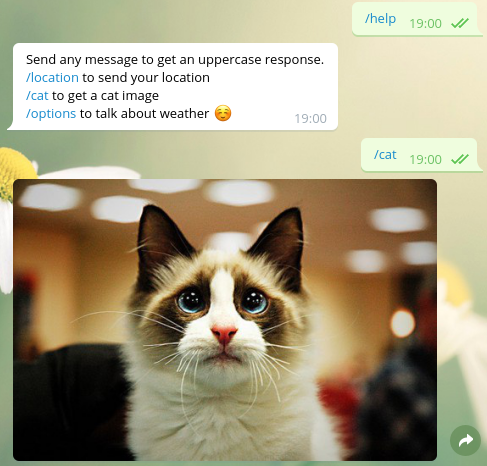 /help 19:00
Send any message to get an uppercase response.
/location to send your location
/cat to get a cat image
/options to talk about weather ☺️
19:00
/cat 19:00